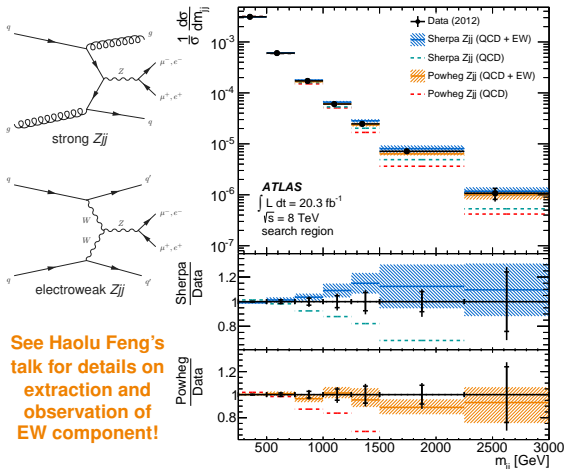 g
q
Z
μ⁻, e⁻
μ⁺, e⁺
g
q
strong Zjj
q
q'
W
Z
μ⁻, e⁻
W
μ⁺, e⁺
q
q'
electroweak Zjj
See Haolu Feng's
talk for details on
extraction and
observation of
EW component!
1/σ dσ/dm_jj
10⁻³
10⁻⁴
10⁻⁵
10⁻⁶
10⁻⁷
Data (2012)
Sherpa Zjj (QCD + EW)
Sherpa Zjj (QCD)
Powheg Zjj (QCD + EW)
Powheg Zjj (QCD)
ATLAS
∫ L dt = 20.3 fb⁻¹
√s = 8 TeV
search region
Sherpa
Data
1.2
1
0.8
Powheg
Data
1.2
1
0.8
500 1000 1500 2000 2500 3000
m_jj [GeV]